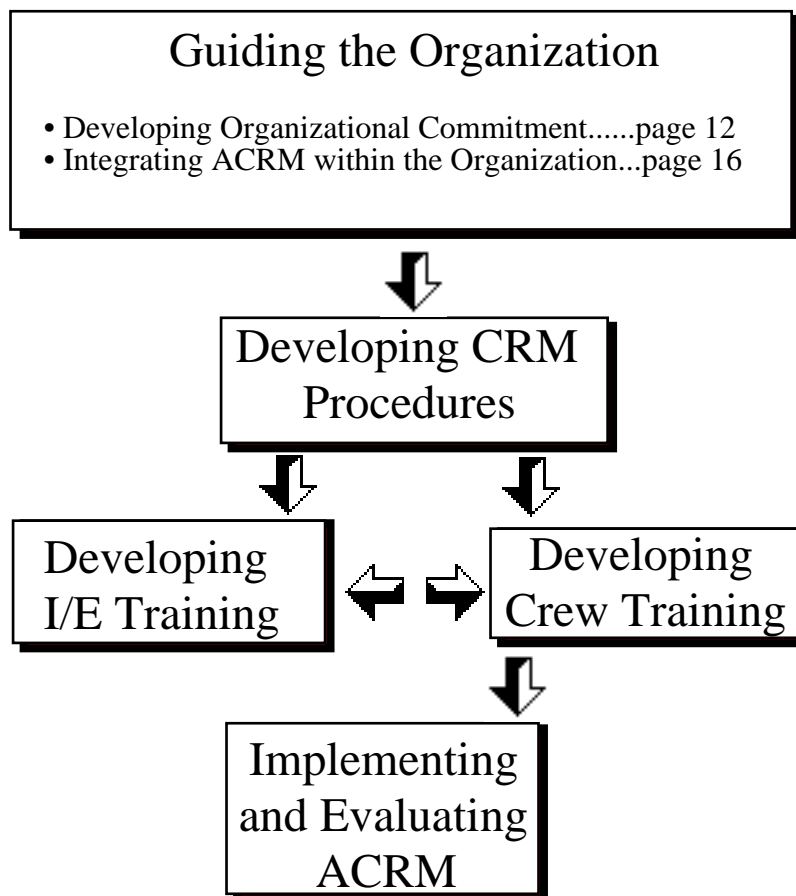 Guiding the Organization
• Developing Organizational Commitment......page 12
• Integrating ACRM within the Organization...page 16
Developing CRM
Procedures
Developing
I/E Training
Developing
Crew Training
Implementing
and Evaluating
ACRM